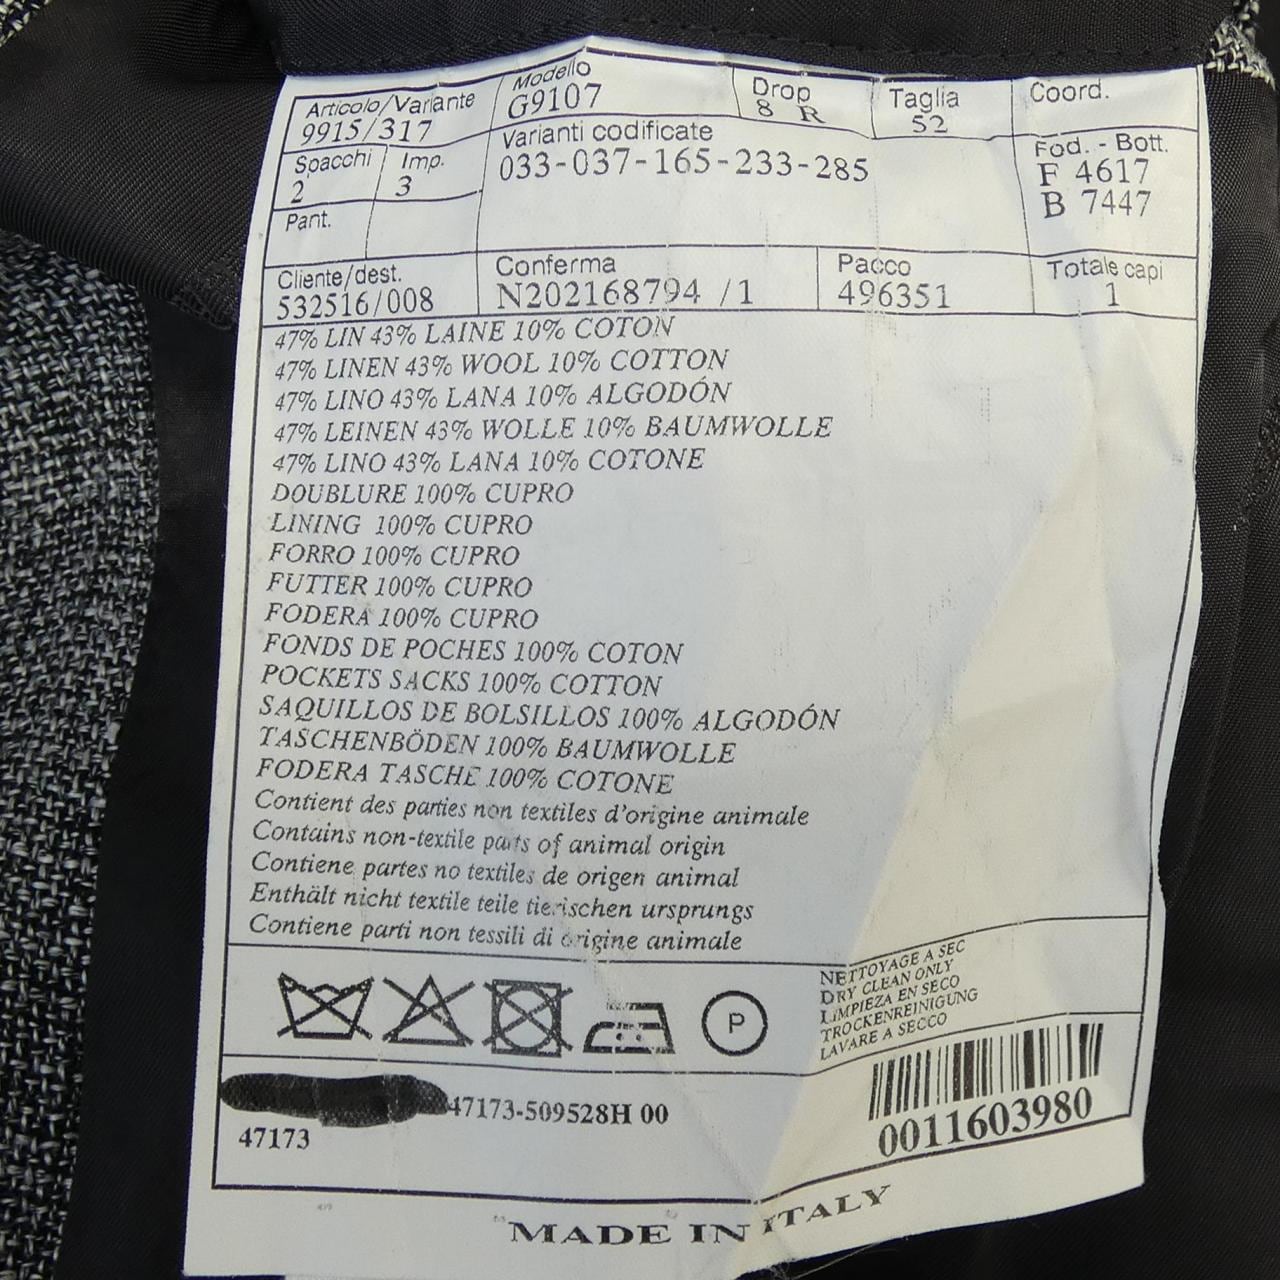 Articolo/Variante Modello Drop Taglia Coord.
9915/317 G9107 8 R 52
Spacchi Imp. Varianti codificate Fod. - Bott.
2 3 033-037-165-233-285 F 4617
B 7447
Pant.
Cliente/dest. Conferma Pacco Totale capi
532516/008 N202168794 /1 496351 1
47% LIN 43% LAINE 10% COTON
47% LINEN 43% WOOL 10% COTTON
47% LINO 43% LANA 10% ALGODÓN
47% LEINEN 43% WOLLE 10% BAUMWOLLE
47% LINO 43% LANA 10% COTONE
DOUBLURE 100% CUPRO
LINING 100% CUPRO
FORRO 100% CUPRO
FUTTER 100% CUPRO
FODERA 100% CUPRO
FONDS DE POCHES 100% COTON
POCKETS SACKS 100% COTTON
SAQUILLOS DE BOLSILLOS 100% ALGODÓN
TASCHENBÖDEN 100% BAUMWOLLE
FODERA TASCHE 100% COTONE
Contient des parties non textiles d'origine animale
Contains non-textile parts of animal origin
Contiene partes no textiles de origen animal
Enthält nicht textile teile tierischen ursprungs
Contiene parti non tessili di origine animale
P
NETTOYAGE A SEC
DRY CLEAN ONLY
LIMPIEZA EN SECO
TROCKENREINIGUNG
LAVARE A SECCO
47173-509528H 00
47173
0011603980
MADE IN ITALY